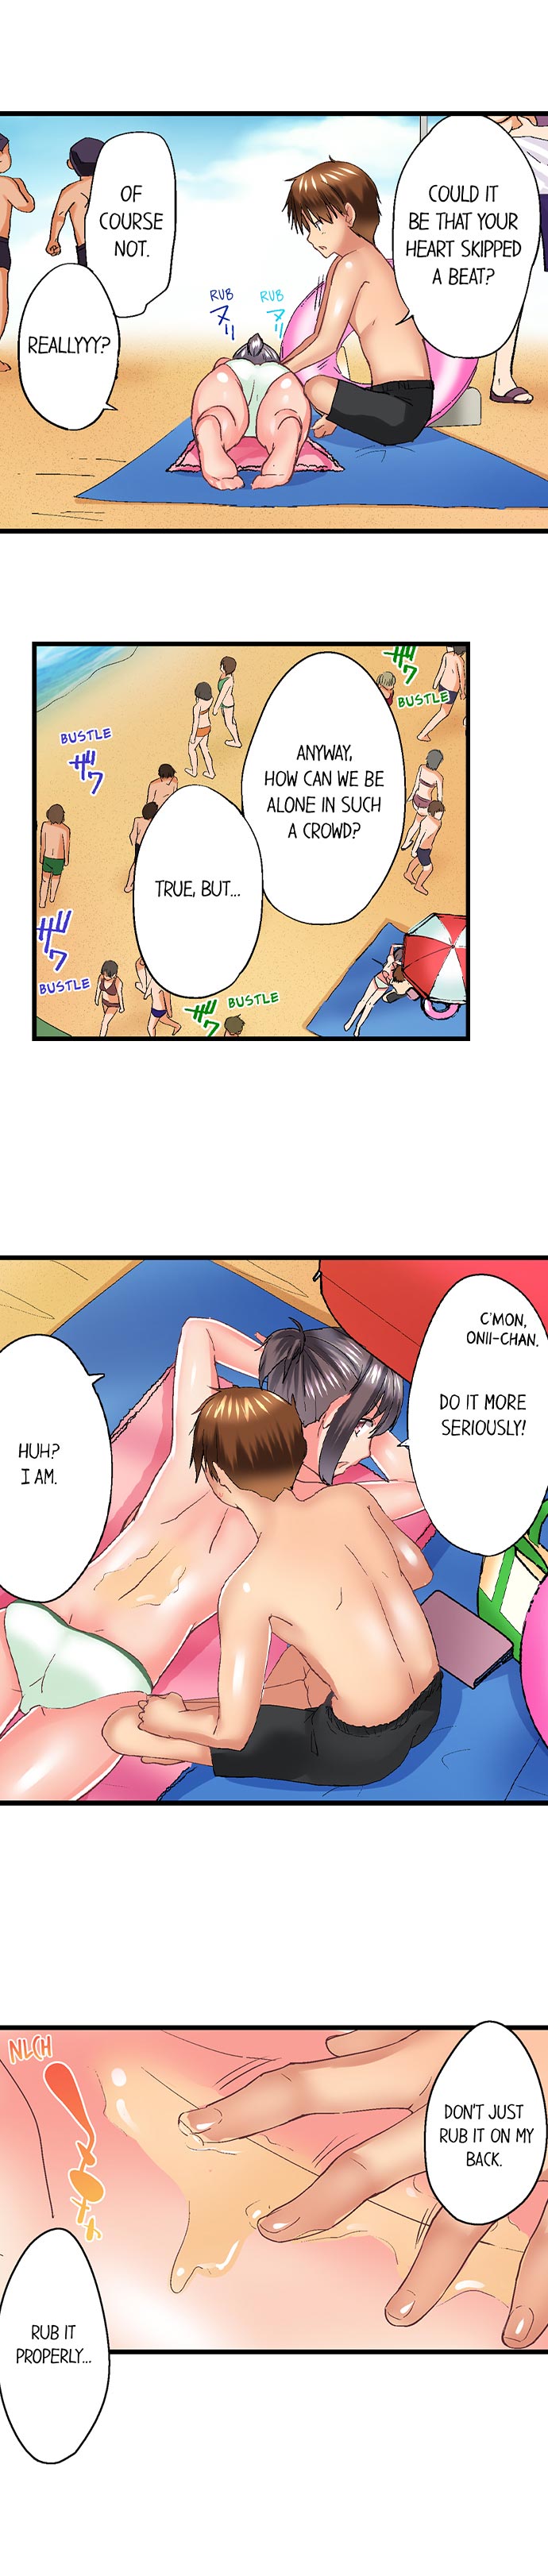 COULD IT
BE THAT YOUR
HEART SKIPPED
A BEAT?
OF
COURSE
NOT.
REALLYYY?
RUB
ヌリ
RUB
ヌリ
ANYWAY,
HOW CAN WE BE
ALONE IN SUCH
A CROWD?
TRUE, BUT...
BUSTLE
ザワ
BUSTLE
ザワ
BUSTLE
ザワ
BUSTLE
ザワ
C'MON,
ONII-CHAN.
DO IT MORE
SERIOUSLY!
HUH?
I AM.
DON'T JUST
RUB IT ON MY
BACK.
NLCH
RUB IT
PROPERLY...